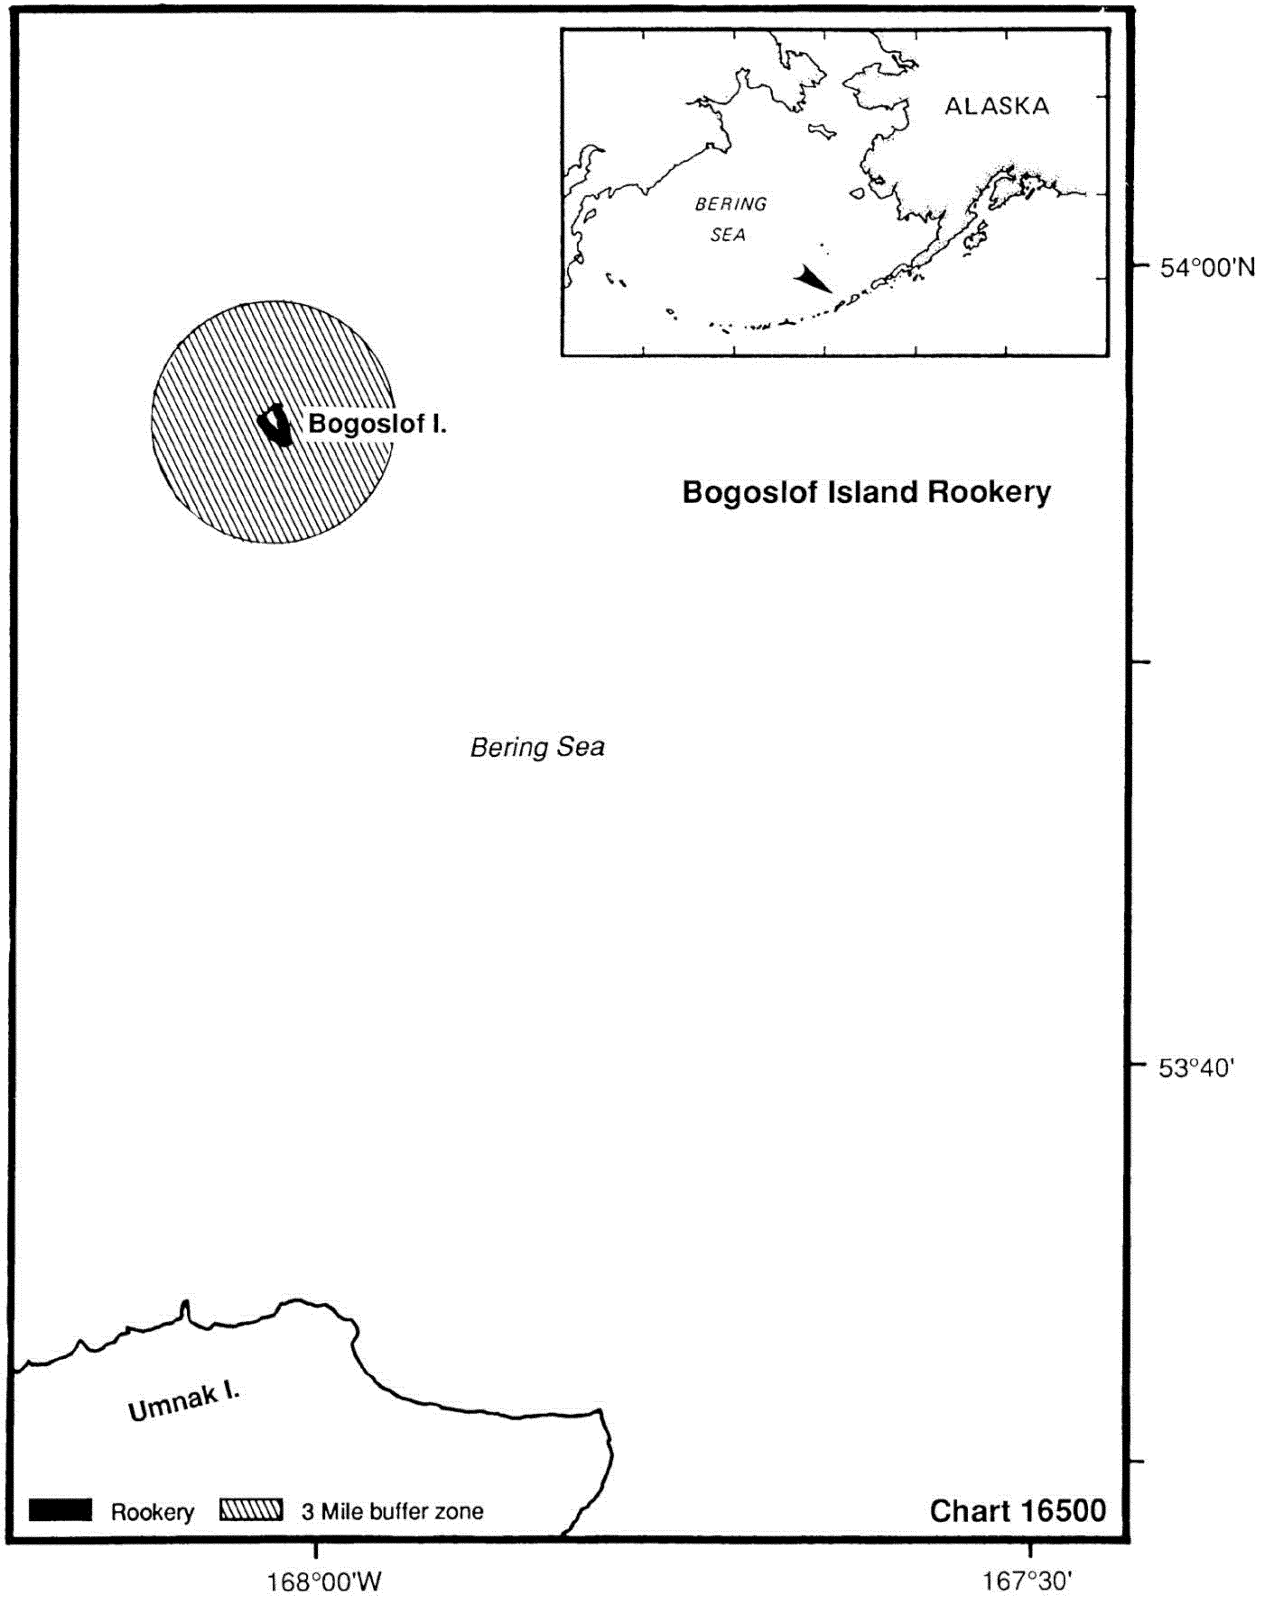 ALASKA
BERING
SEA
54°00'N
Bogoslof I.
Bogoslof Island Rookery
Bering Sea
53°40'
Umnak I.
Rookery
3 Mile buffer zone
Chart 16500
168°00'W
167°30'